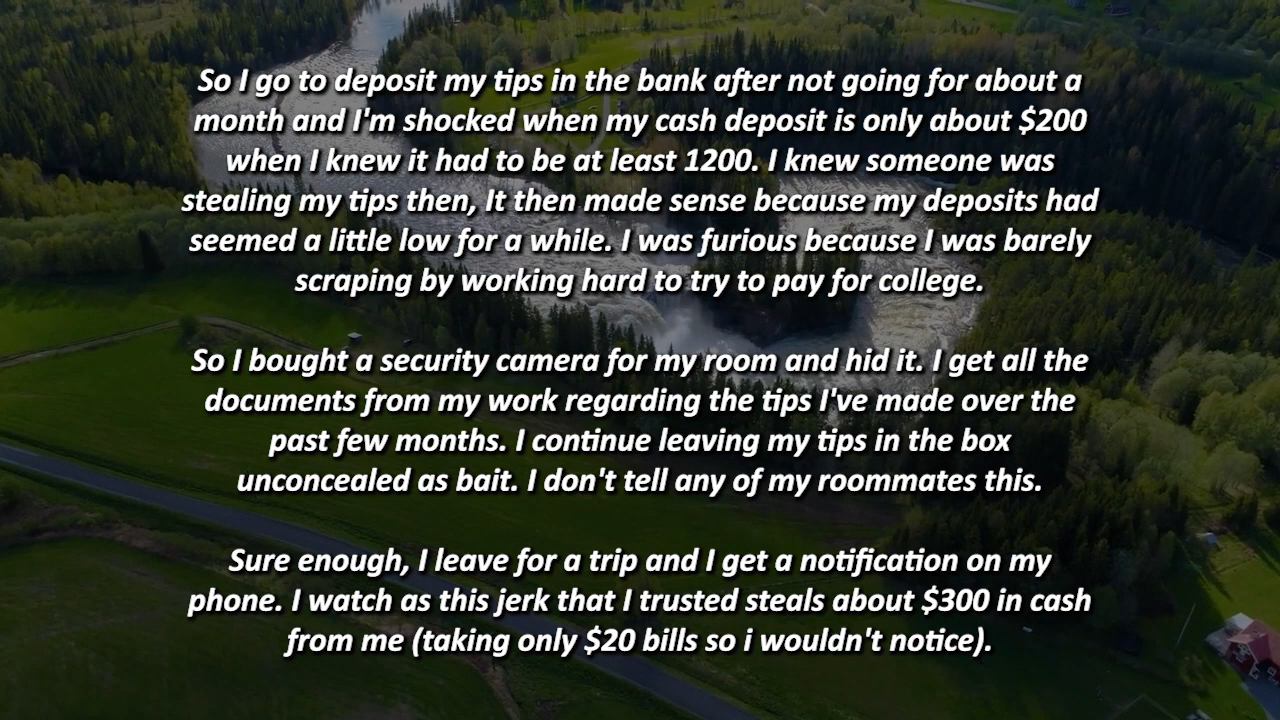 So I go to deposit my tips in the bank after not going for about a
month and I'm shocked when my cash deposit is only about $200
when I knew it had to be at least 1200. I knew someone was
stealing my tips then, It then made sense because my deposits had
seemed a little low for a while. I was furious because I was barely
scraping by working hard to try to pay for college.
So I bought a security camera for my room and hid it. I get all the
documents from my work regarding the tips I've made over the
past few months. I continue leaving my tips in the box
unconcealed as bait. I don't tell any of my roommates this.
Sure enough, I leave for a trip and I get a notification on my
phone. I watch as this jerk that I trusted steals about $300 in cash
from me (taking only $20 bills so i wouldn't notice).